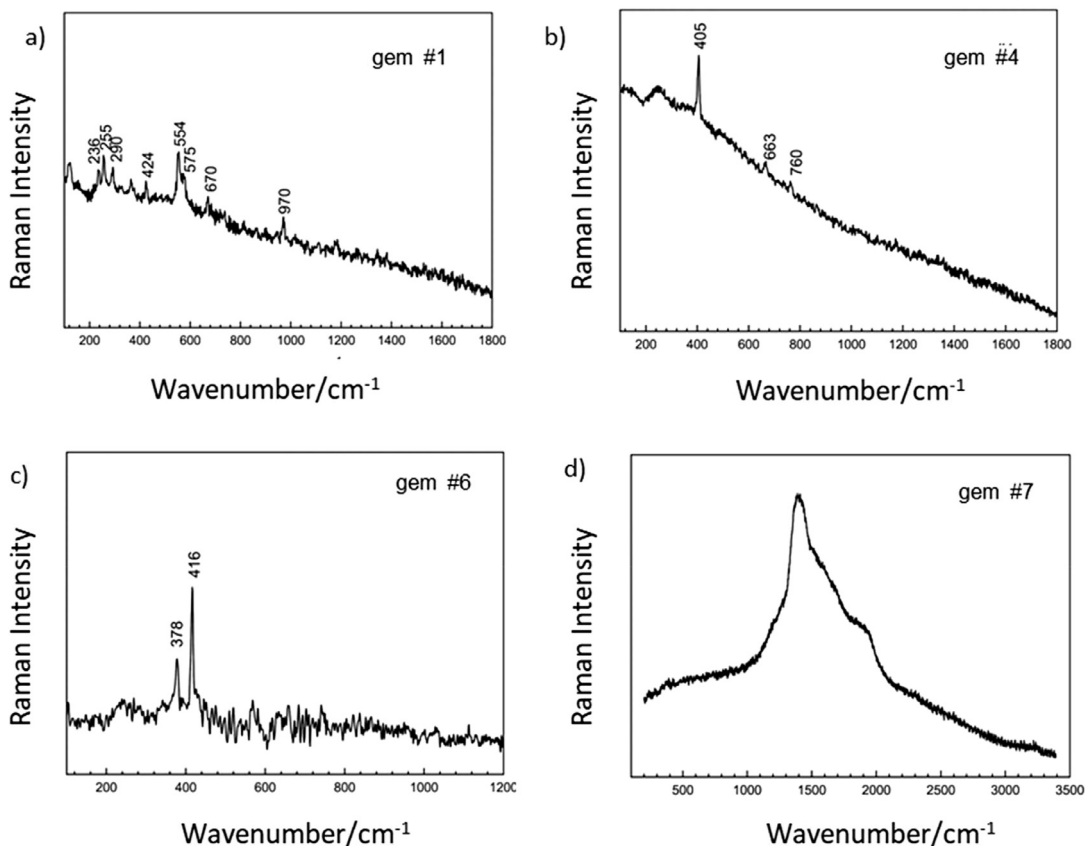 a)
gem #1
Raman Intensity
236
255
290
424
554
575
670
970
200 400 600 800 1000 1200 1400 1600 1800
Wavenumber/cm-1
b)
gem #4
Raman Intensity
405
663
760
200 400 600 800 1000 1200 1400 1600 1800
Wavenumber/cm-1
c)
gem #6
Raman Intensity
378
416
200 400 600 800 1000 1200
Wavenumber/cm-1
d)
gem #7
Raman Intensity
500 1000 1500 2000 2500 3000 3500
Wavenumber/cm-1